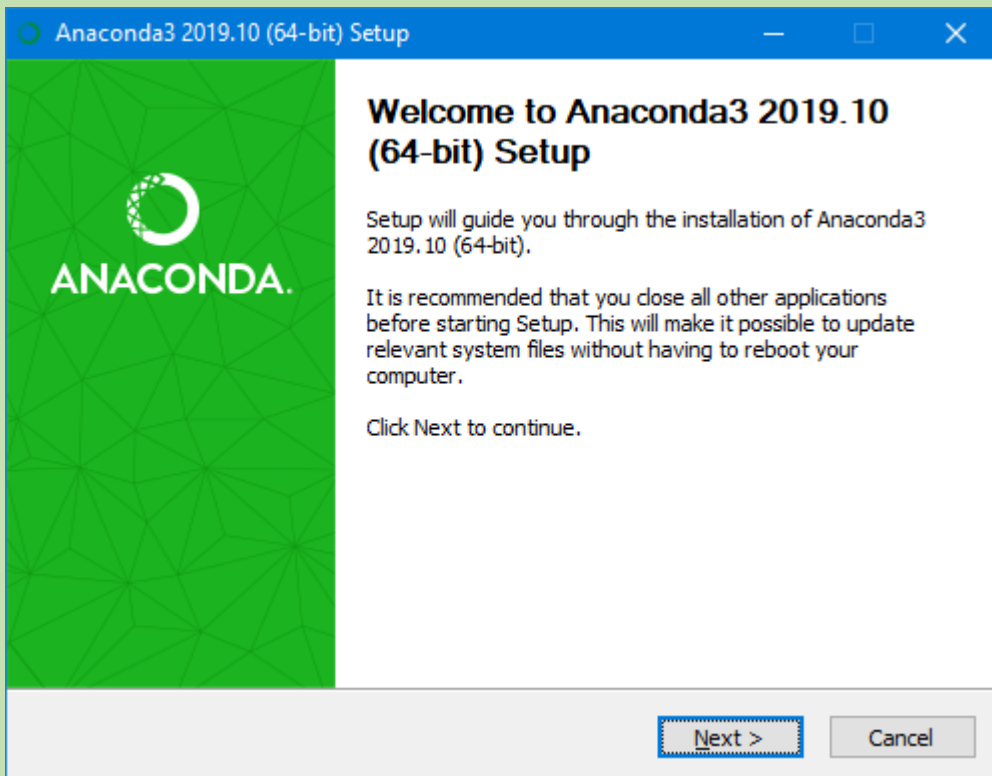 Anaconda3 2019.10 (64-bit) Setup
ANACONDA.
Welcome to Anaconda3 2019.10
(64-bit) Setup
Setup will guide you through the installation of Anaconda3
2019.10 (64-bit).
It is recommended that you close all other applications
before starting Setup. This will make it possible to update
relevant system files without having to reboot your
computer.
Click Next to continue.
Next >
Cancel